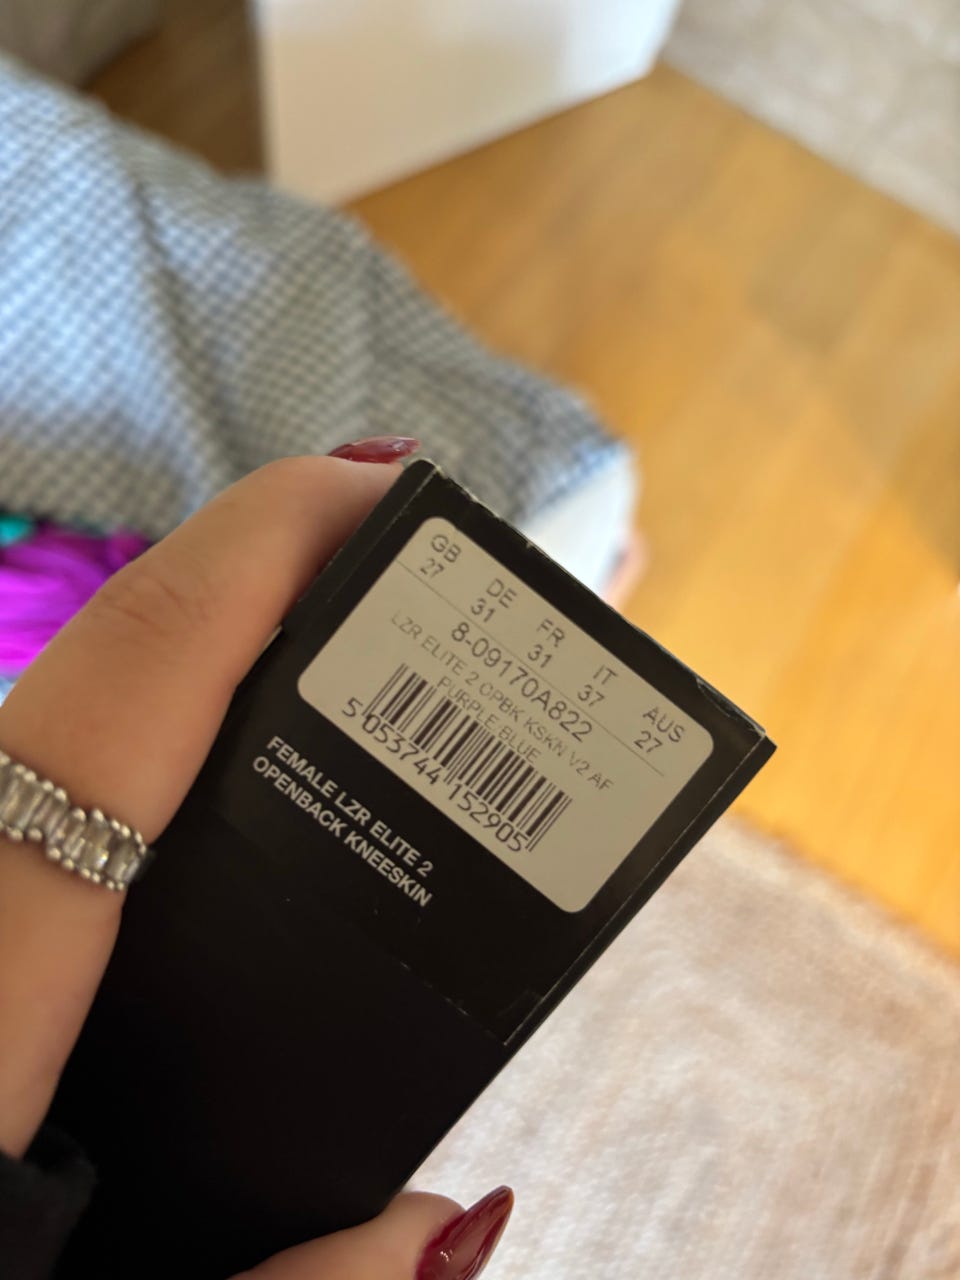 GB DE FR IT AUS
27 31 31 37 27
8-09170A822
LZR ELITE 2 OPBK KSKN V2 AF
PURPLE/BLUE
5 053744 152905
FEMALE LZR ELITE 2
OPENBACK KNEESKIN